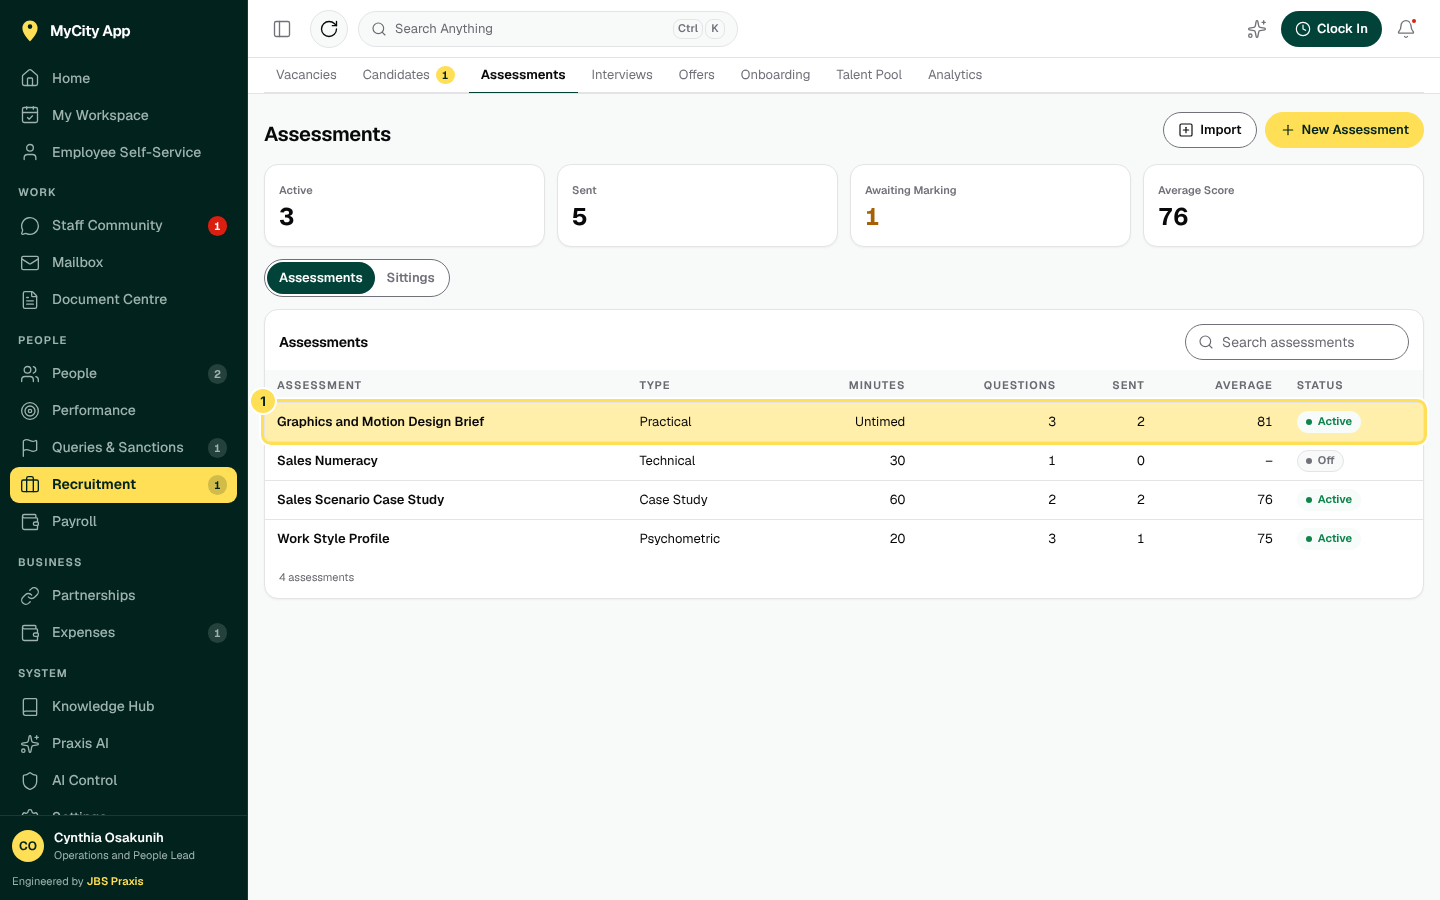 MyCity App
Home
My Workspace
Employee Self-Service
WORK
Staff Community 1
Mailbox
Document Centre
PEOPLE
People 2
Performance
Queries & Sanctions 1
Recruitment 1
Payroll
BUSINESS
Partnerships
Expenses 1
SYSTEM
Knowledge Hub
Praxis AI
AI Control
CO
Cynthia Osakunih
Operations and People Lead
Engineered by JBS Praxis
Search Anything Ctrl K
Clock In
Vacancies Candidates 1 Assessments Interviews Offers Onboarding Talent Pool Analytics
Assessments
Import
New Assessment
Active
3
Sent
5
Awaiting Marking
1
Average Score
76
Assessments Sittings
Assessments
Search assessments
ASSESSMENT TYPE MINUTES QUESTIONS SENT AVERAGE STATUS
1
Graphics and Motion Design Brief Practical Untimed 3 2 81 Active
Sales Numeracy Technical 30 1 0 – Off
Sales Scenario Case Study Case Study 60 2 2 76 Active
Work Style Profile Psychometric 20 3 1 75 Active
4 assessments